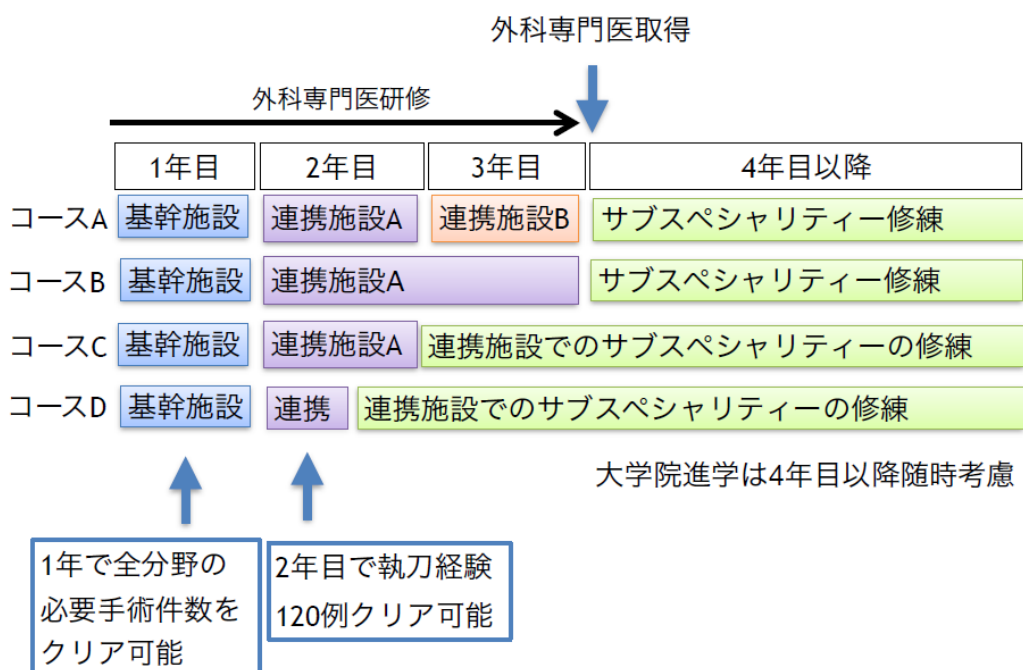 外科専門医取得
外科専門医研修
1年目 2年目 3年目 4年目以降
コースA 基幹施設 連携施設A 連携施設B サブスペシャリティー修練
コースB 基幹施設 連携施設A サブスペシャリティー修練
コースC 基幹施設 連携施設A 連携施設でのサブスペシャリティーの修練
コースD 基幹施設 連携 連携施設でのサブスペシャリティーの修練
大学院進学は4年目以降随時考慮
1年で全分野の
必要手術件数を
クリア可能
2年目で執刀経験
120例クリア可能